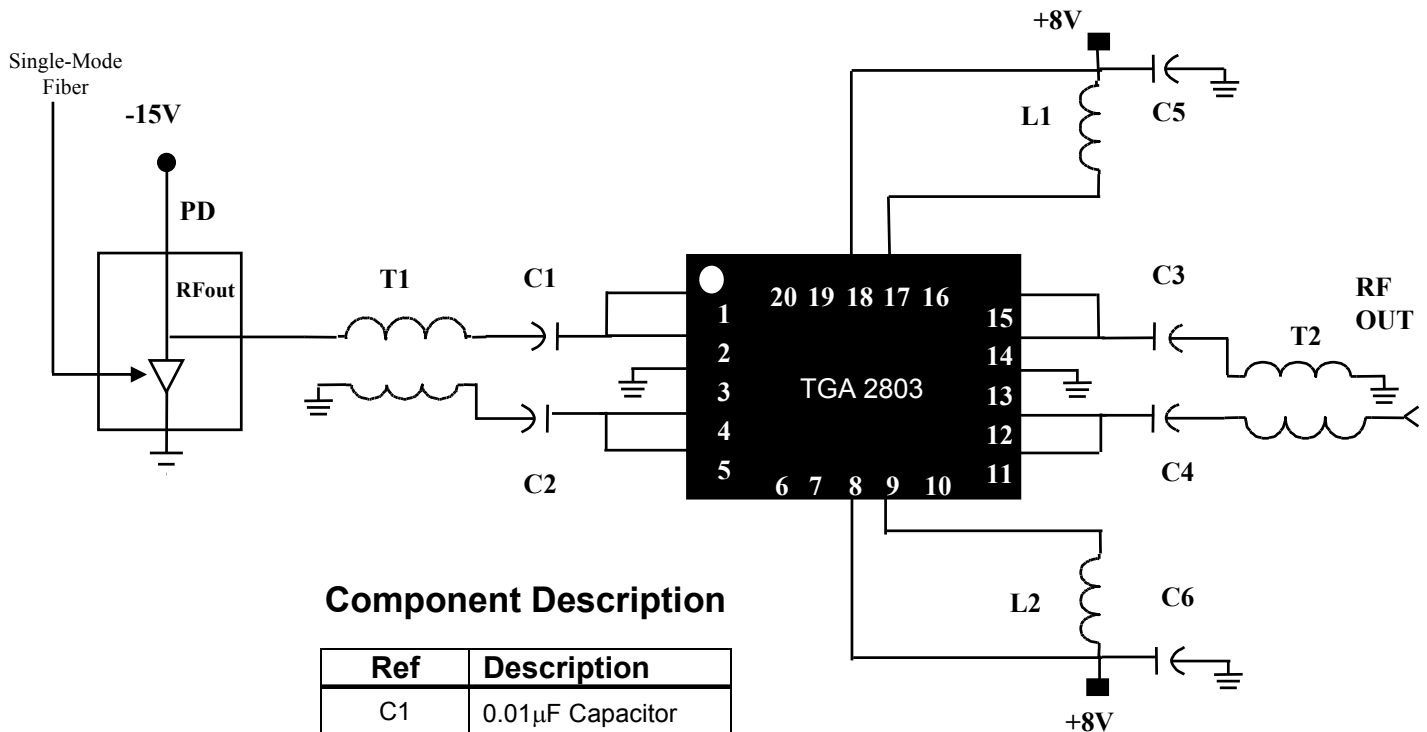 +8V
Single-Mode
Fiber
-15V
L1
C5
PD
RFout
T1
C1
C3
RF
OUT
T2
20 19 18 17 16
1
2
3
4
5
15
14
13
12
11
TGA 2803
6 7 8 9 10
C2
C4
L2
C6
+8V
Component Description
Ref Description
C1 0.01µF Capacitor